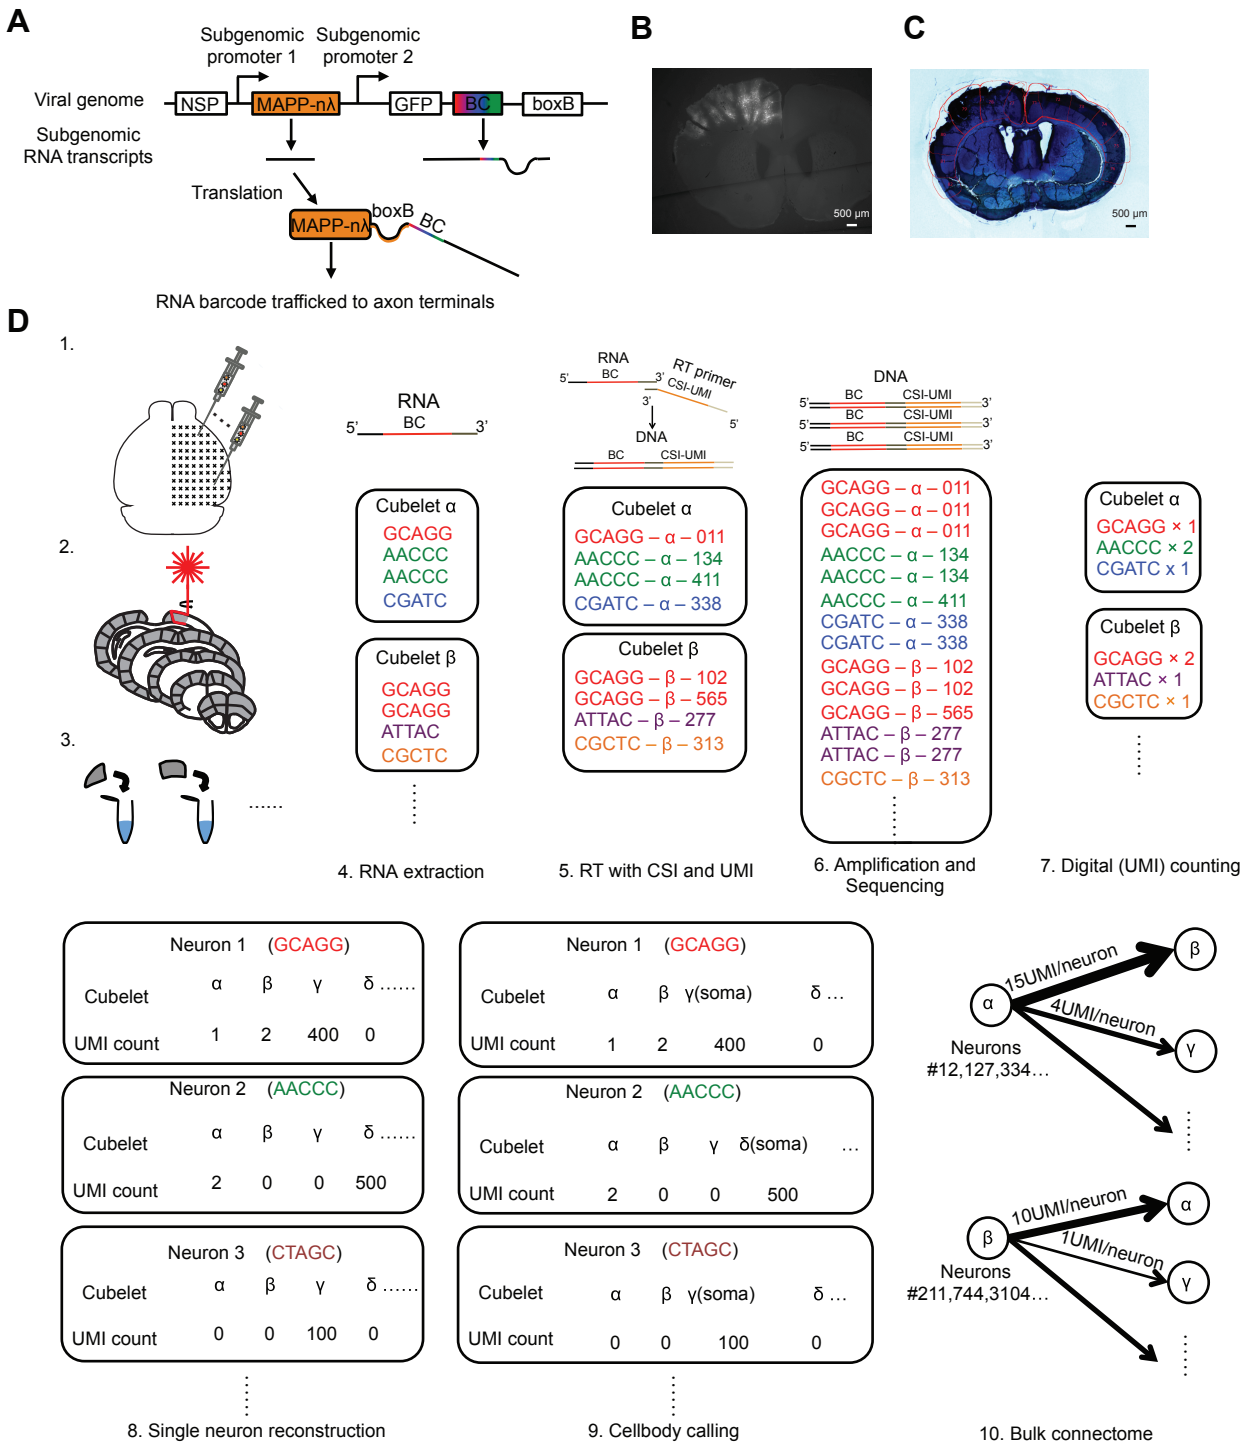 A
Subgenomic promoter 1
Subgenomic promoter 2
Viral genome
NSP
MAPP-nλ
GFP
BC
boxB
Subgenomic RNA transcripts
Translation
MAPP-nλ
boxB
BC
RNA barcode trafficked to axon terminals
B
500 µm
C
500 µm
D
1.
2.
3.
......
RNA
5' BC 3'
Cubelet α
GCAGG
AACCC
AACCC
CGATC
Cubelet β
GCAGG
GCAGG
ATTAC
CGCTC
4. RNA extraction
RNA
5' BC 3'
RT primer
CSI-UMI
3'
5'
DNA
BC CSI-UMI
Cubelet α
GCAGG – α – 011
AACCC – α – 134
AACCC – α – 411
CGATC – α – 338
Cubelet β
GCAGG – β – 102
GCAGG – β – 565
ATTAC – β – 277
CGCTC – β – 313
5. RT with CSI and UMI
DNA
5' BC CSI-UMI 3'
5' BC CSI-UMI 3'
5' BC CSI-UMI 3'
GCAGG – α – 011
GCAGG – α – 011
GCAGG – α – 011
AACCC – α – 134
AACCC – α – 134
AACCC – α – 411
CGATC – α – 338
CGATC – α – 338
GCAGG – β – 102
GCAGG – β – 102
GCAGG – β – 565
ATTAC – β – 277
ATTAC – β – 277
CGCTC – β – 313
6. Amplification and
Sequencing
Cubelet α
GCAGG × 1
AACCC × 2
CGATC x 1
Cubelet β
GCAGG × 2
ATTAC × 1
CGCTC × 1
7. Digital (UMI) counting
Neuron 1 (GCAGG)
Cubelet α β γ δ ......
UMI count 1 2 400 0
Neuron 2 (AACCC)
Cubelet α β γ δ ......
UMI count 2 0 0 500
Neuron 3 (CTAGC)
Cubelet α β γ δ ......
UMI count 0 0 100 0
8. Single neuron reconstruction
Neuron 1 (GCAGG)
Cubelet α β γ(soma) δ ...
UMI count 1 2 400 0
Neuron 2 (AACCC)
Cubelet α β γ δ(soma) ...
UMI count 2 0 0 500
Neuron 3 (CTAGC)
Cubelet α β γ(soma) δ ...
UMI count 0 0 100 0
9. Cellbody calling
α
15UMI/neuron
β
4UMI/neuron
γ
Neurons
#12,127,334...
β
10UMI/neuron
α
1UMI/neuron
γ
Neurons
#211,744,3104...
10. Bulk connectome